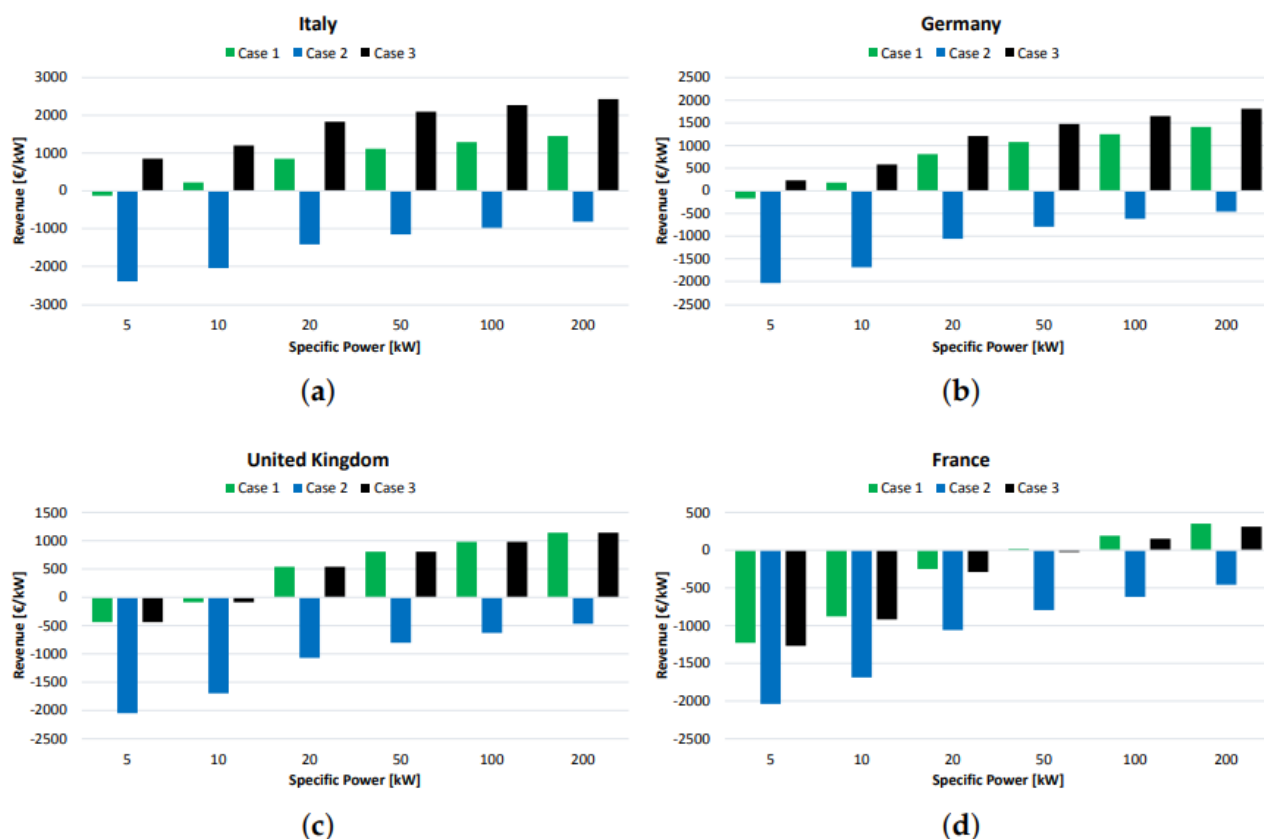 Italy
Case 1 Case 2 Case 3
3000
2000
1000
0
-1000
-2000
-3000
Revenue [€/kW]
5 10 20 50 100 200
Specific Power [kW]
(a)
Germany
Case 1 Case 2 Case 3
2500
2000
1500
1000
500
0
-500
-1000
-1500
-2000
-2500
Revenue [€/kW]
5 10 20 50 100 200
Specific Power [kW]
(b)
United Kingdom
Case 1 Case 2 Case 3
1500
1000
500
0
-500
-1000
-1500
-2000
-2500
Revenue [€/kW]
5 10 20 50 100 200
Specific Power [kW]
(c)
France
Case 1 Case 2 Case 3
500
0
-500
-1000
-1500
-2000
-2500
Revenue [€/kW]
5 10 20 50 100 200
Specific Power [kW]
(d)